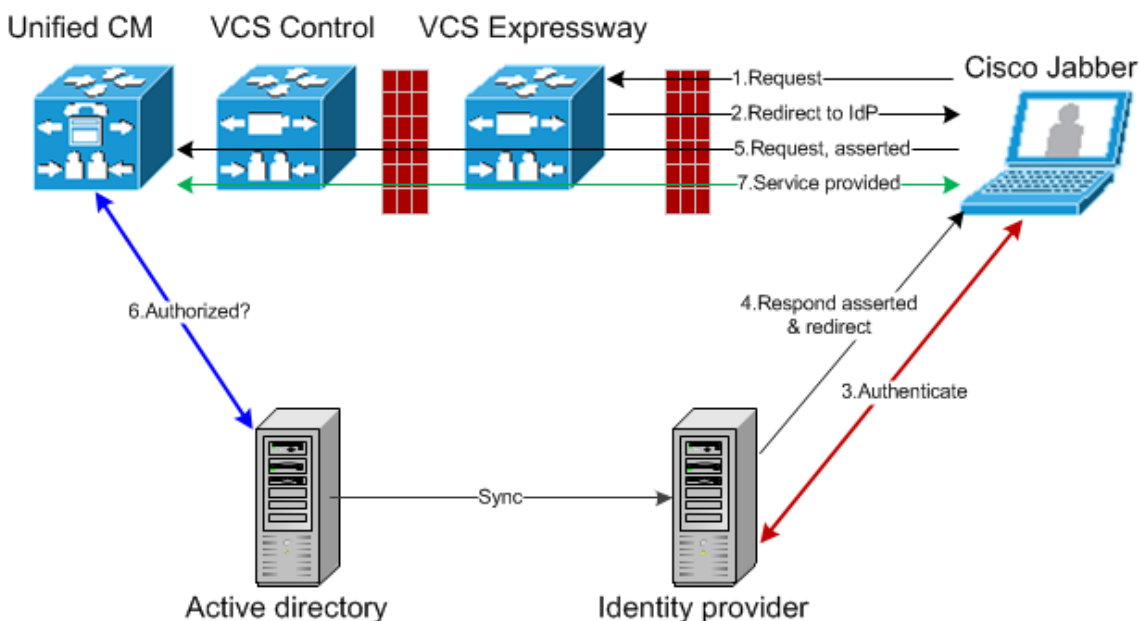 Unified CM
VCS Control
VCS Expressway
Cisco Jabber
1.Request
2.Redirect to IdP
5.Request, asserted
7.Service provided
6.Authorized?
4.Respond asserted
& redirect
3.Authenticate
Sync
Active directory
Identity provider